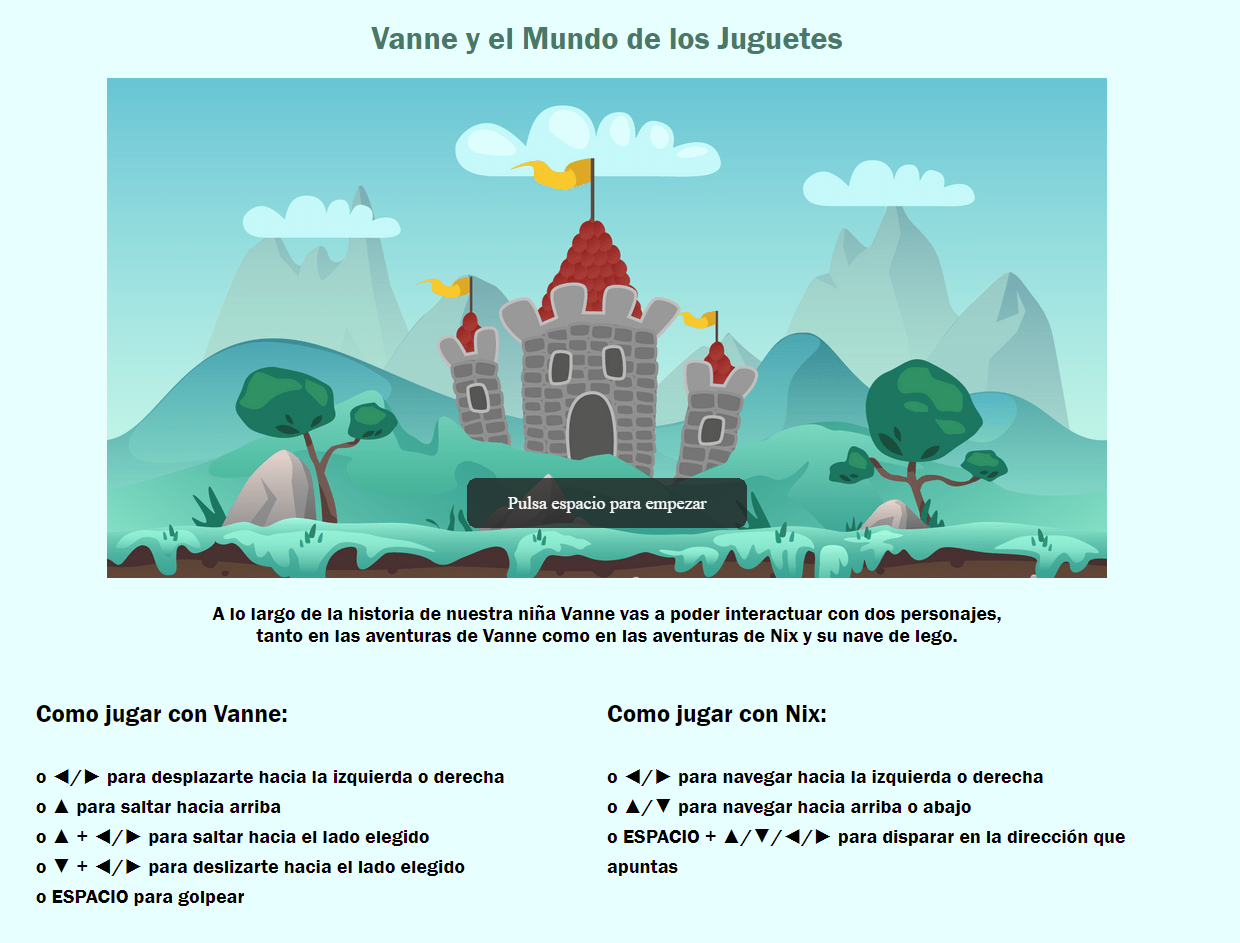 Vanne y el Mundo de los Juguetes
Pulsa espacio para empezar
A lo largo de la historia de nuestra niña Vanne vas a poder interactuar con dos personajes,
tanto en las aventuras de Vanne como en las aventuras de Nix y su nave de lego.
Como jugar con Vanne:
o ◄/► para desplazarte hacia la izquierda o derecha
o ▲ para saltar hacia arriba
o ▲ + ◄/► para saltar hacia el lado elegido
o ▼ + ◄/► para deslizarte hacia el lado elegido
o ESPACIO para golpear
Como jugar con Nix:
o ◄/► para navegar hacia la izquierda o derecha
o ▲/▼ para navegar hacia arriba o abajo
o ESPACIO + ▲/▼/◄/► para disparar en la dirección que
apuntas